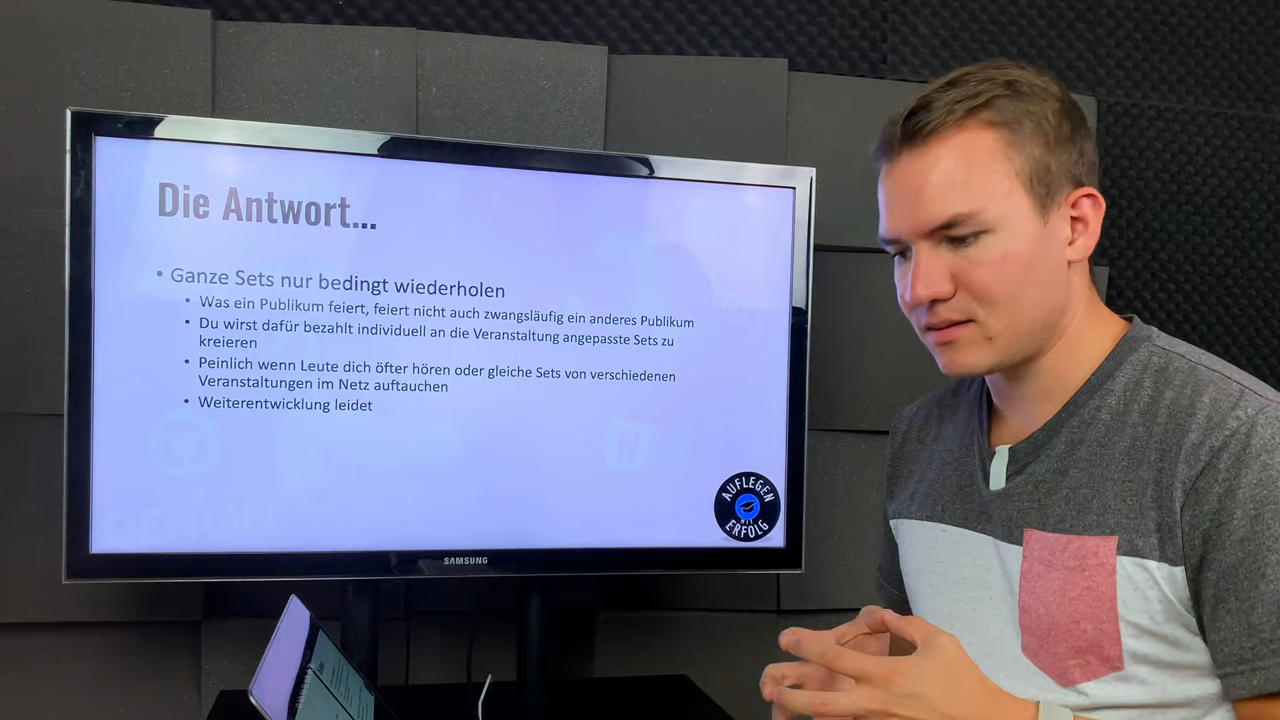 Die Antwort...
• Ganze Sets nur bedingt wiederholen
• Was ein Publikum feiert, feiert nicht auch zwangsläufig ein anderes Publikum
• Du wirst dafür bezahlt individuell an die Veranstaltung angepasste Sets zu
kreieren
• Peinlich wenn Leute dich öfter hören oder gleiche Sets von verschiedenen
Veranstaltungen im Netz auftauchen
• Weiterentwicklung leidet
AUFLEGEN
MIT
ERFOLG
SAMSUNG